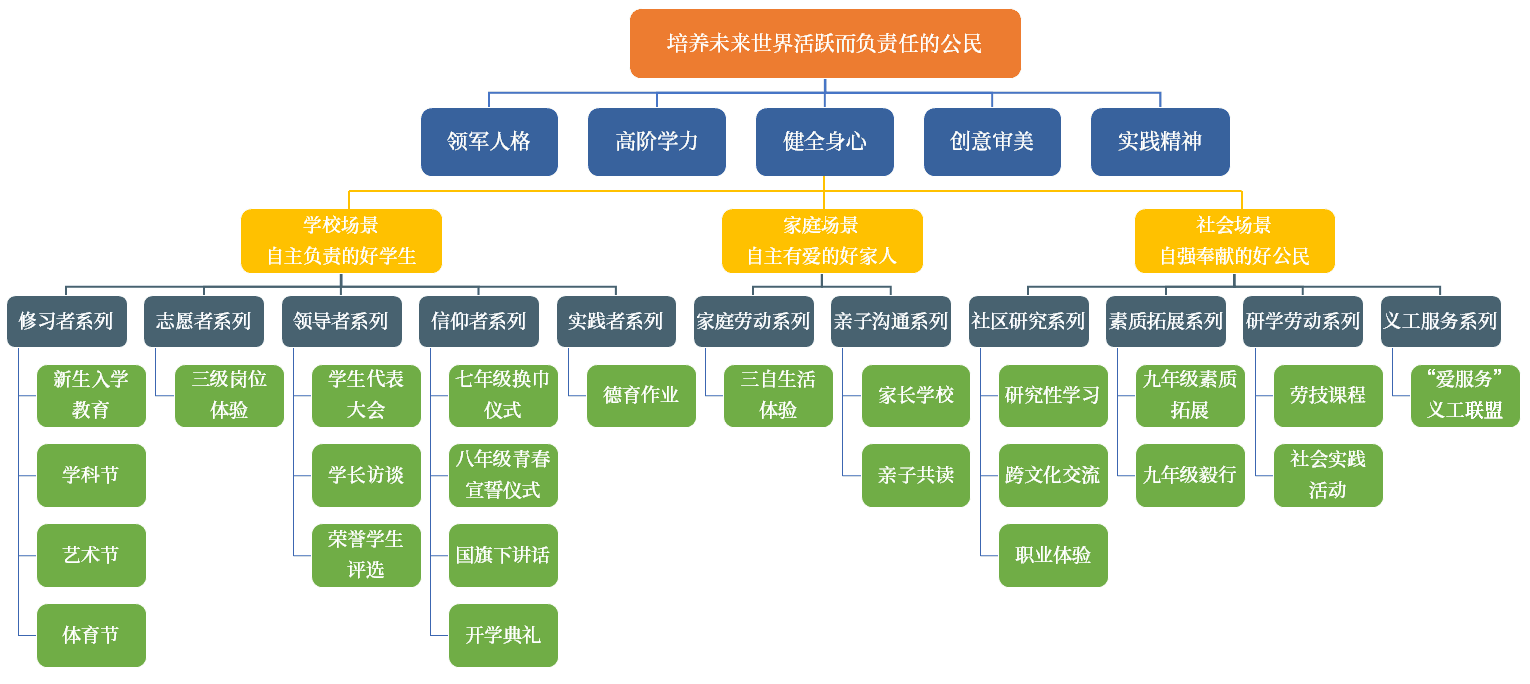 培养未来世界活跃而负责任的公民
领军人格
高阶学力
健全身心
创意审美
实践精神
学校场景
自主负责的好学生
家庭场景
自主有爱的好家人
社会场景
自强奉献的好公民
修习者系列
志愿者系列
领导者系列
信仰者系列
实践者系列
家庭劳动系列
亲子沟通系列
社区研究系列
素质拓展系列
研学劳动系列
义工服务系列
新生入学
教育
学科节
艺术节
体育节
三级岗位
体验
学生代表
大会
学长访谈
荣誉学生
评选
七年级换巾
仪式
八年级青春
宣誓仪式
国旗下讲话
开学典礼
德育作业
三自生活
体验
家长学校
亲子共读
研究性学习
跨文化交流
职业体验
九年级素质
拓展
九年级毅行
劳技课程
社会实践
活动
“爱服务”
义工联盟